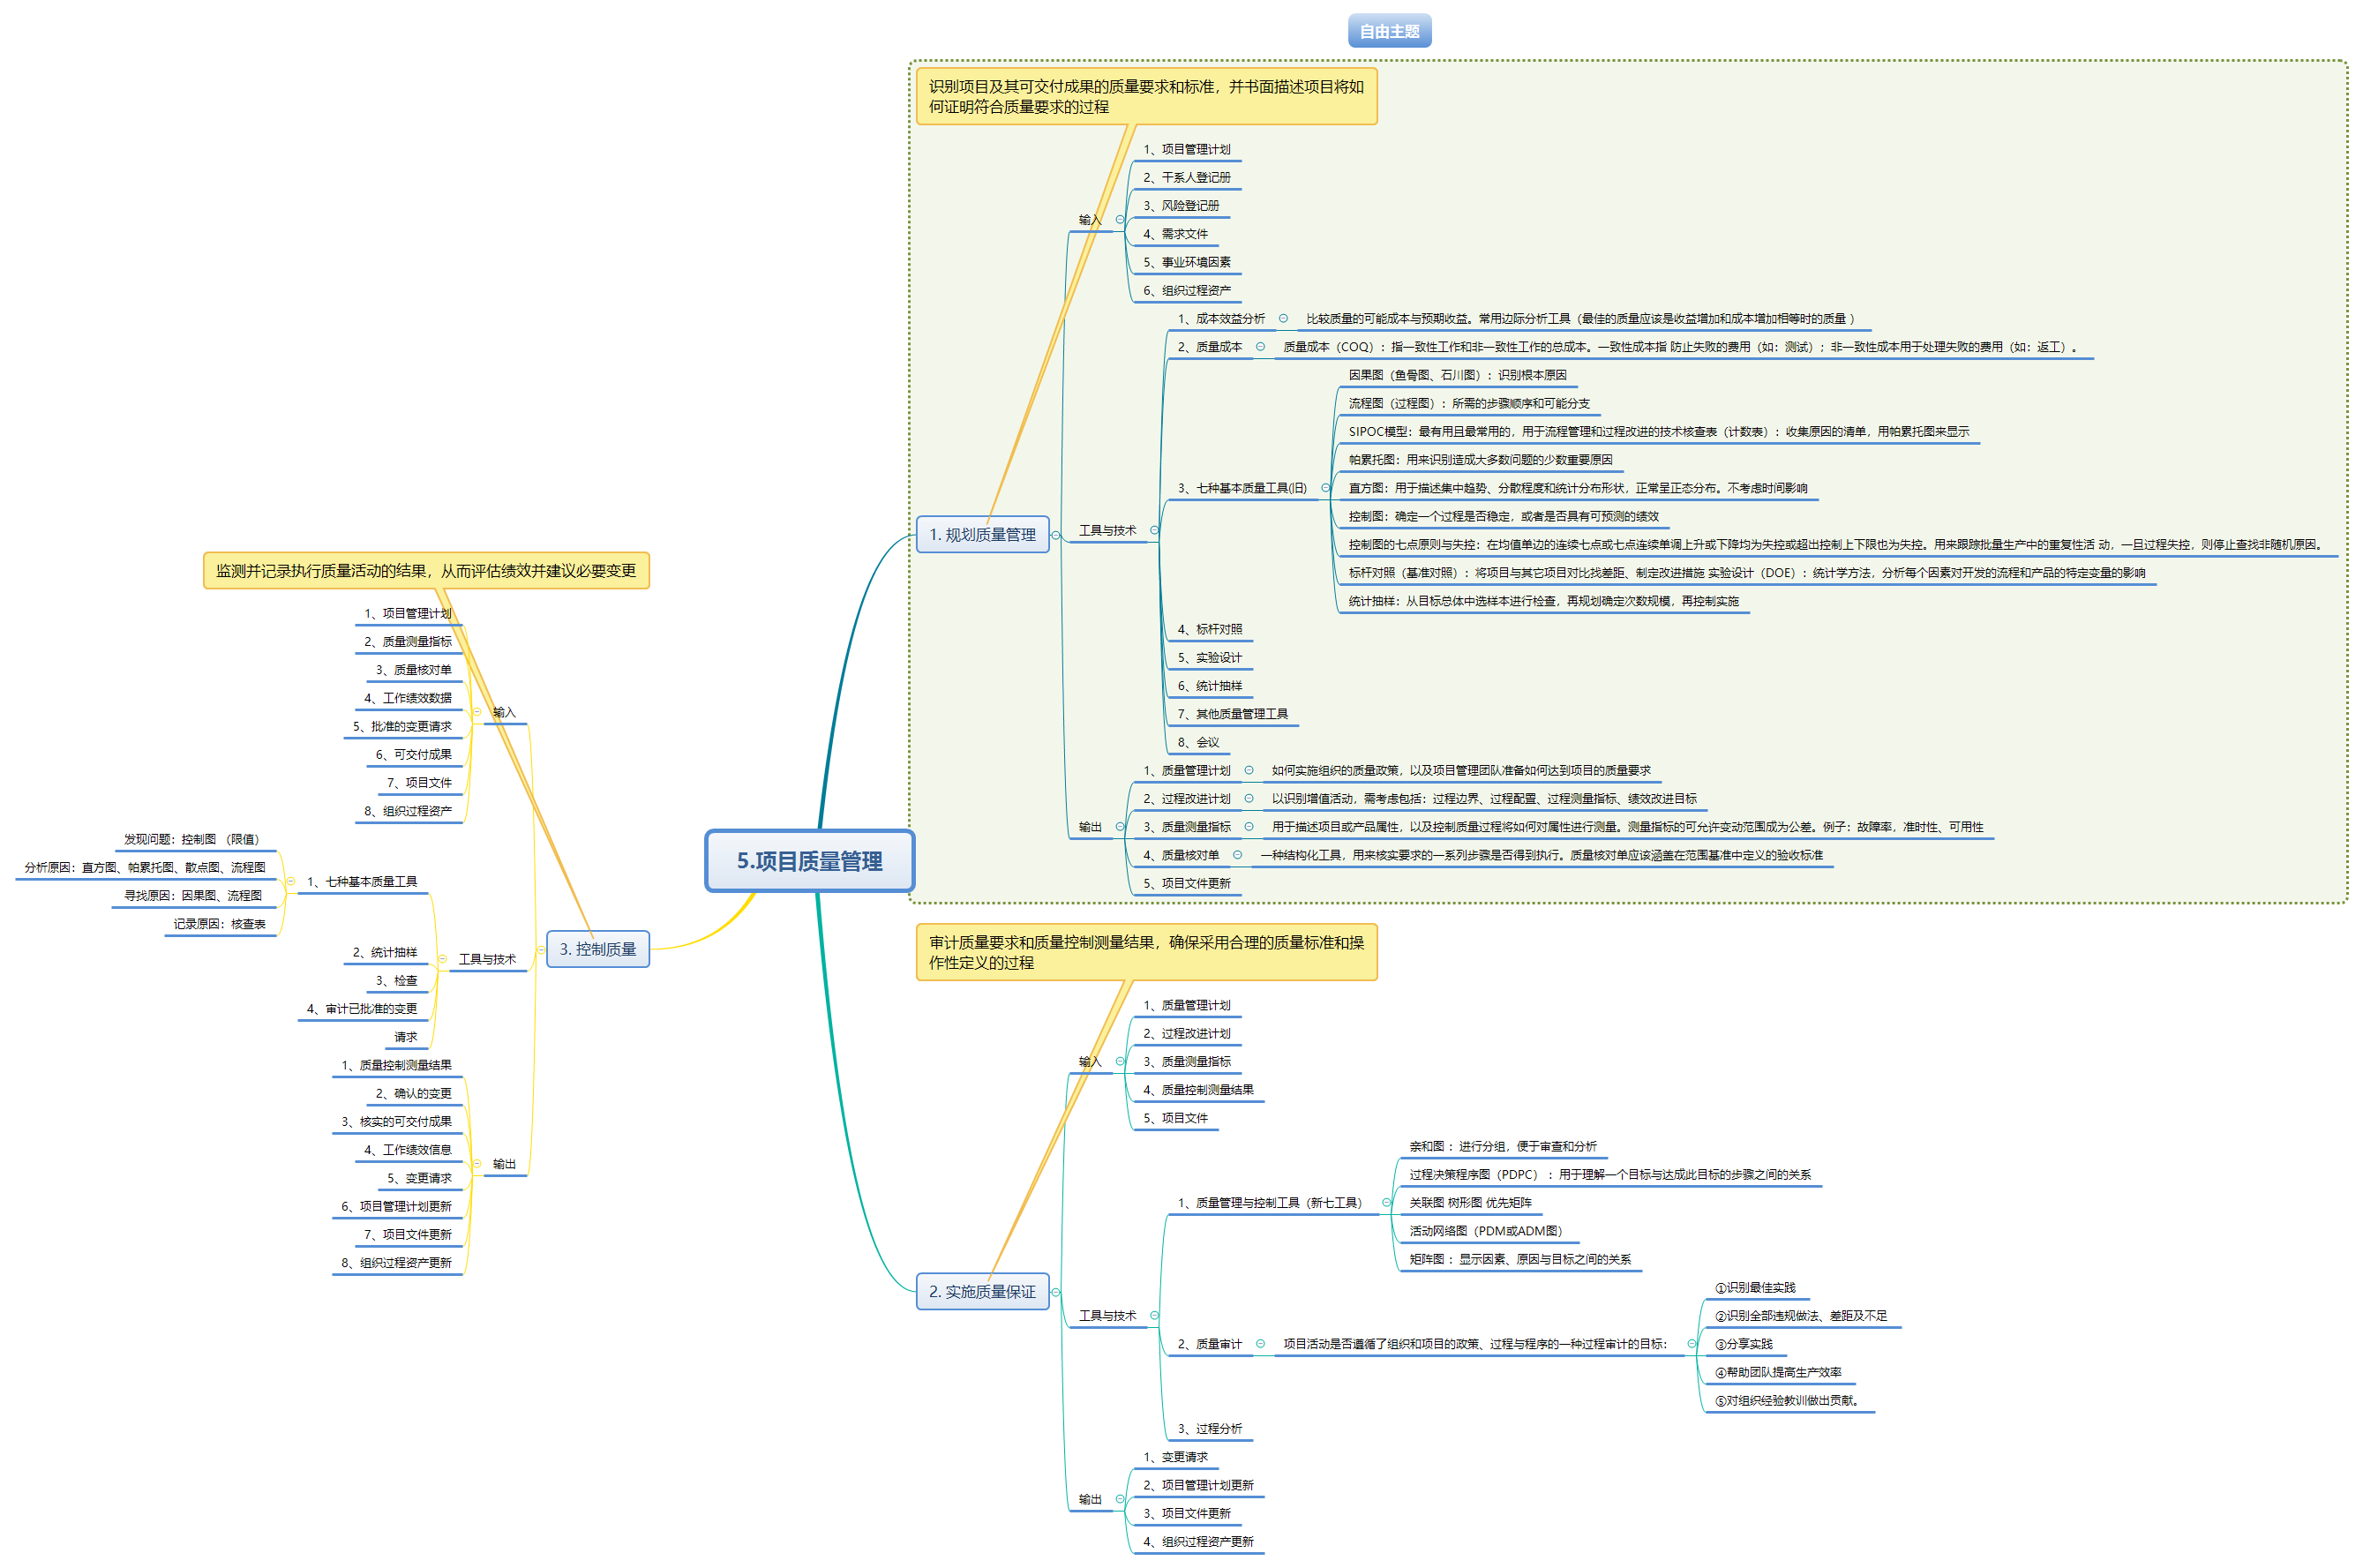 自由主题
识别项目及其可交付成果的质量要求和标准，并书面描述项目将如
何证明符合质量要求的过程
1、项目管理计划
2、干系人登记册
3、风险登记册
输入
4、需求文件
5、事业环境因素
6、组织过程资产
1、成本效益分析
比较质量的可能成本与预期收益。常用边际分析工具（最佳的质量应该是收益增加和成本增加相等时的质量 ）
2、质量成本
质量成本（COQ）：指一致性工作和非一致性工作的总成本。一致性成本指 防止失败的费用（如：测试）；非一致性成本用于处理失败的费用（如：返工）。
因果图（鱼骨图、石川图）：识别根本原因
流程图（过程图）：所需的步骤顺序和可能分支
SIPOC模型：最有用且最常用的，用于流程管理和过程改进的技术核查表（计数表）：收集原因的清单，用帕累托图来显示
帕累托图：用来识别造成大多数问题的少数重要原因
3、七种基本质量工具(旧)
直方图：用于描述集中趋势、分散程度和统计分布形状，正常呈正态分布。不考虑时间影响
控制图：确定一个过程是否稳定，或者是否具有可预测的绩效
控制图的七点原则与失控：在均值单边的连续七点或七点连续单调上升或下降均为失控或超出控制上下限也为失控。用来跟踪批量生产中的重复性活 动，一旦过程失控，则停止查找非随机原因。
标杆对照（基准对照）：将项目与其它项目对比找差距、制定改进措施 实验设计（DOE）：统计学方法，分析每个因素对开发的流程和产品的特定变量的影响
统计抽样：从目标总体中选样本进行检查，再规划确定次数规模，再控制实施
1. 规划质量管理
工具与技术
4、标杆对照
5、实验设计
6、统计抽样
7、其他质量管理工具
8、会议
1、质量管理计划
如何实施组织的质量政策，以及项目管理团队准备如何达到项目的质量要求
2、过程改进计划
以识别增值活动，需考虑包括：过程边界、过程配置、过程测量指标、绩效改进目标
输出
3、质量测量指标
用于描述项目或产品属性，以及控制质量过程将如何对属性进行测量。测量指标的可允许变动范围成为公差。例子：故障率，准时性、可用性
4、质量核对单
一种结构化工具，用来核实要求的一系列步骤是否得到执行。质量核对单应该涵盖在范围基准中定义的验收标准
5、项目文件更新
5.项目质量管理
审计质量要求和质量控制测量结果，确保采用合理的质量标准和操
作性定义的过程
1、质量管理计划
2、过程改进计划
输入
3、质量测量指标
4、质量控制测量结果
5、项目文件
亲和图 ：进行分组，便于审查和分析
过程决策程序图（PDPC） ：用于理解一个目标与达成此目标的步骤之间的关系
1、质量管理与控制工具（新七工具）
关联图 树形图 优先矩阵
活动网络图（PDM或ADM图）
矩阵图 ：显示因素、原因与目标之间的关系
2. 实施质量保证
工具与技术
①识别最佳实践
②识别全部违规做法、差距及不足
2、质量审计
项目活动是否遵循了组织和项目的政策、过程与程序的一种过程审计的目标：
③分享实践
④帮助团队提高生产效率
⑤对组织经验教训做出贡献。
3、过程分析
1、变更请求
2、项目管理计划更新
输出
3、项目文件更新
4、组织过程资产更新
监测并记录执行质量活动的结果，从而评估绩效并建议必要变更
1、项目管理计划
2、质量测量指标
3、质量核对单
4、工作绩效数据
输入
5、批准的变更请求
6、可交付成果
7、项目文件
8、组织过程资产
发现问题：控制图 （限值）
分析原因：直方图、帕累托图、散点图、流程图
1、七种基本质量工具
寻找原因：因果图、流程图
记录原因：核查表
3. 控制质量
工具与技术
2、统计抽样
3、检查
4、审计已批准的变更
请求
1、质量控制测量结果
2、确认的变更
3、核实的可交付成果
4、工作绩效信息
输出
5、变更请求
6、项目管理计划更新
7、项目文件更新
8、组织过程资产更新